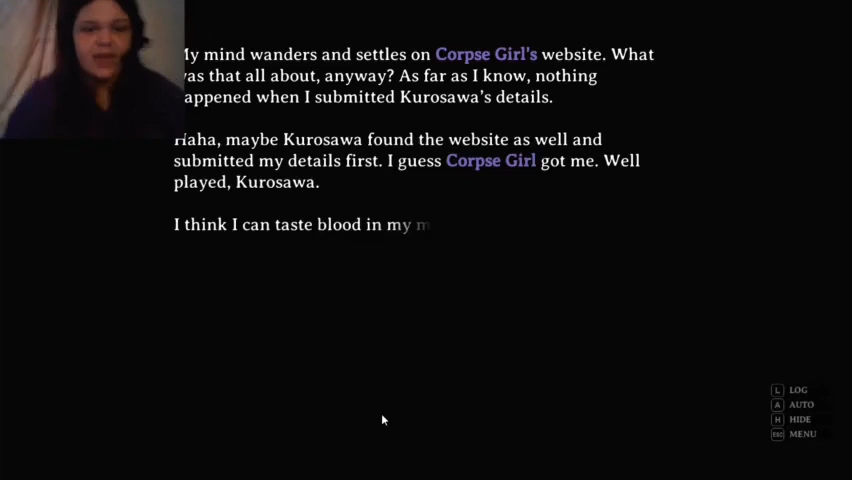 My mind wanders and settles on Corpse Girl's website. What
was that all about, anyway? As far as I know, nothing
happened when I submitted Kurosawa's details.
Haha, maybe Kurosawa found the website as well and
submitted my details first. I guess Corpse Girl got me. Well
played, Kurosawa.
I think I can taste blood in my m
L LOG
A AUTO
H HIDE
ESC MENU